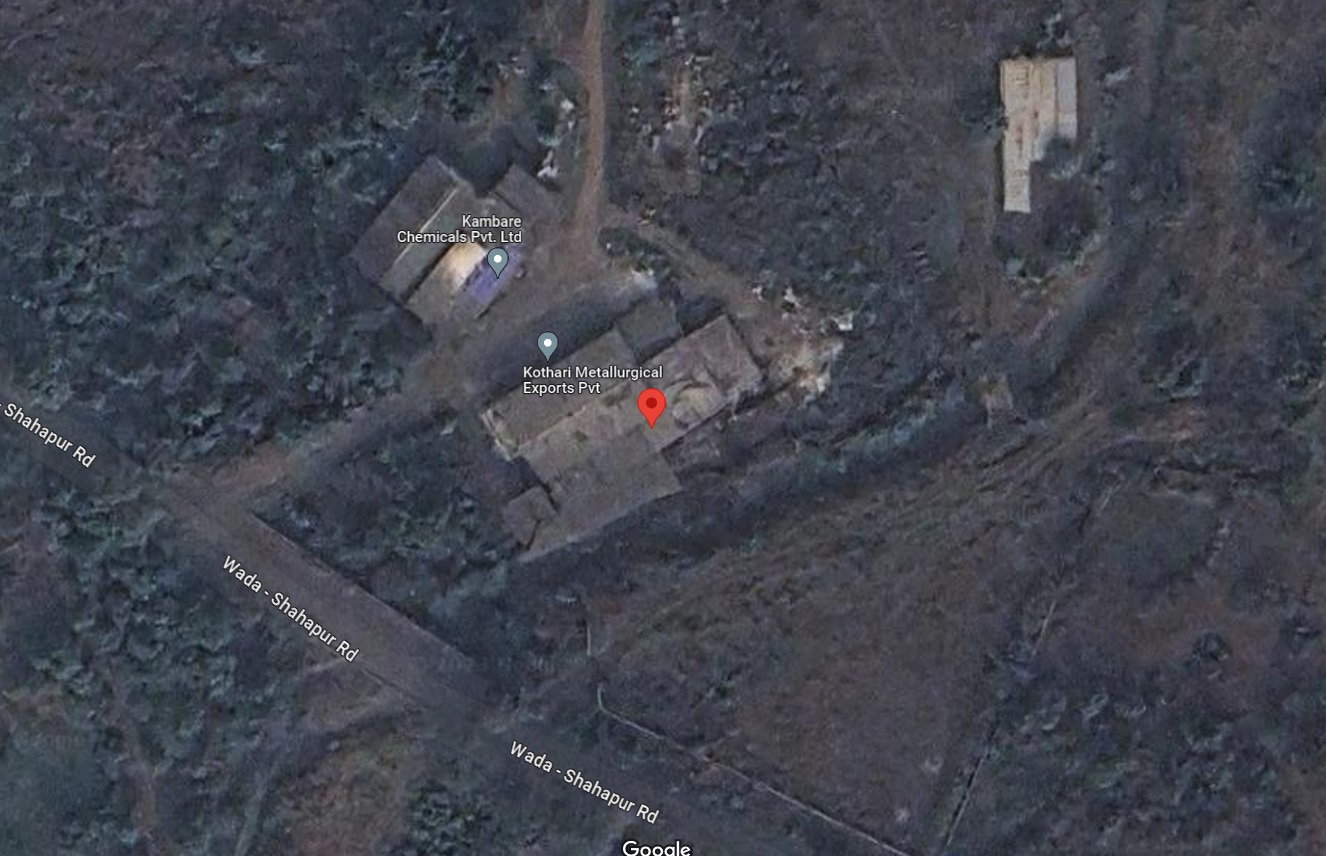 Kambare
Chemicals Pvt. Ltd
Kothari Metallurgical
Exports Pvt
- Shahapur Rd
Wada - Shahapur Rd
Wada - Shahapur Rd
Google